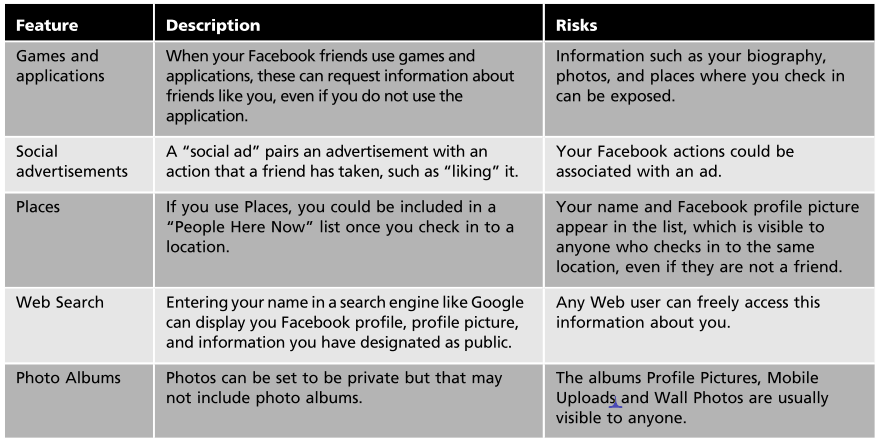 Feature Description Risks
Games and When your Facebook friends use games and Information such as your biography,
applications applications, these can request information about photos, and places where you check in
friends like you, even if you do not use the can be exposed.
application.
Social A “social ad” pairs an advertisement with an Your Facebook actions could be
advertisements action that a friend has taken, such as “liking” it. associated with an ad.
Places If you use Places, you could be included in a Your name and Facebook profile picture
“People Here Now” list once you check in to a appear in the list, which is visible to
location. anyone who checks in to the same
location, even if they are not a friend.
Web Search Entering your name in a search engine like Google Any Web user can freely access this
can display you Facebook profile, profile picture, information about you.
and information you have designated as public.
Photo Albums Photos can be set to be private but that may The albums Profile Pictures, Mobile
not include photo albums. Uploads and Wall Photos are usually
visible to anyone.